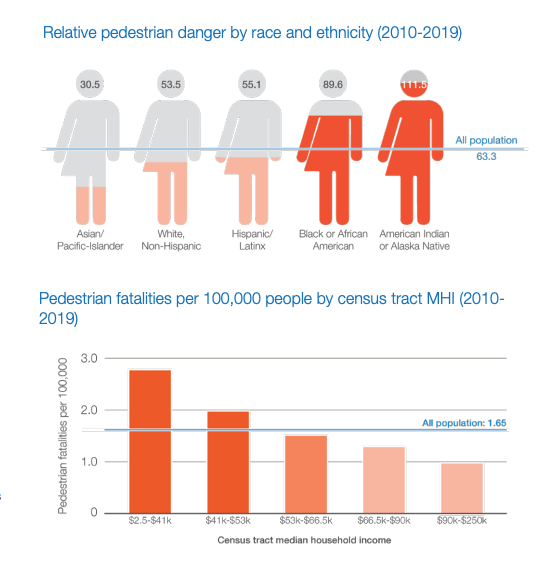 Relative pedestrian danger by race and ethnicity (2010-2019)
30.5 53.5 55.1 89.6 111.5
All population
63.3
Asian/
Pacific-Islander
White,
Non-Hispanic
Hispanic/
Latinx
Black or African
American
American Indian
or Alaska Native
Pedestrian fatalities per 100,000 people by census tract MHI (2010-
2019)
Pedestrian fatalities per 100,000
3.0
2.0
All population: 1.65
1.0
0
$2.5-$41k $41k-$53k $53k-$66.5k $66.5k-$90k $90k-$250k
Census tract median household income